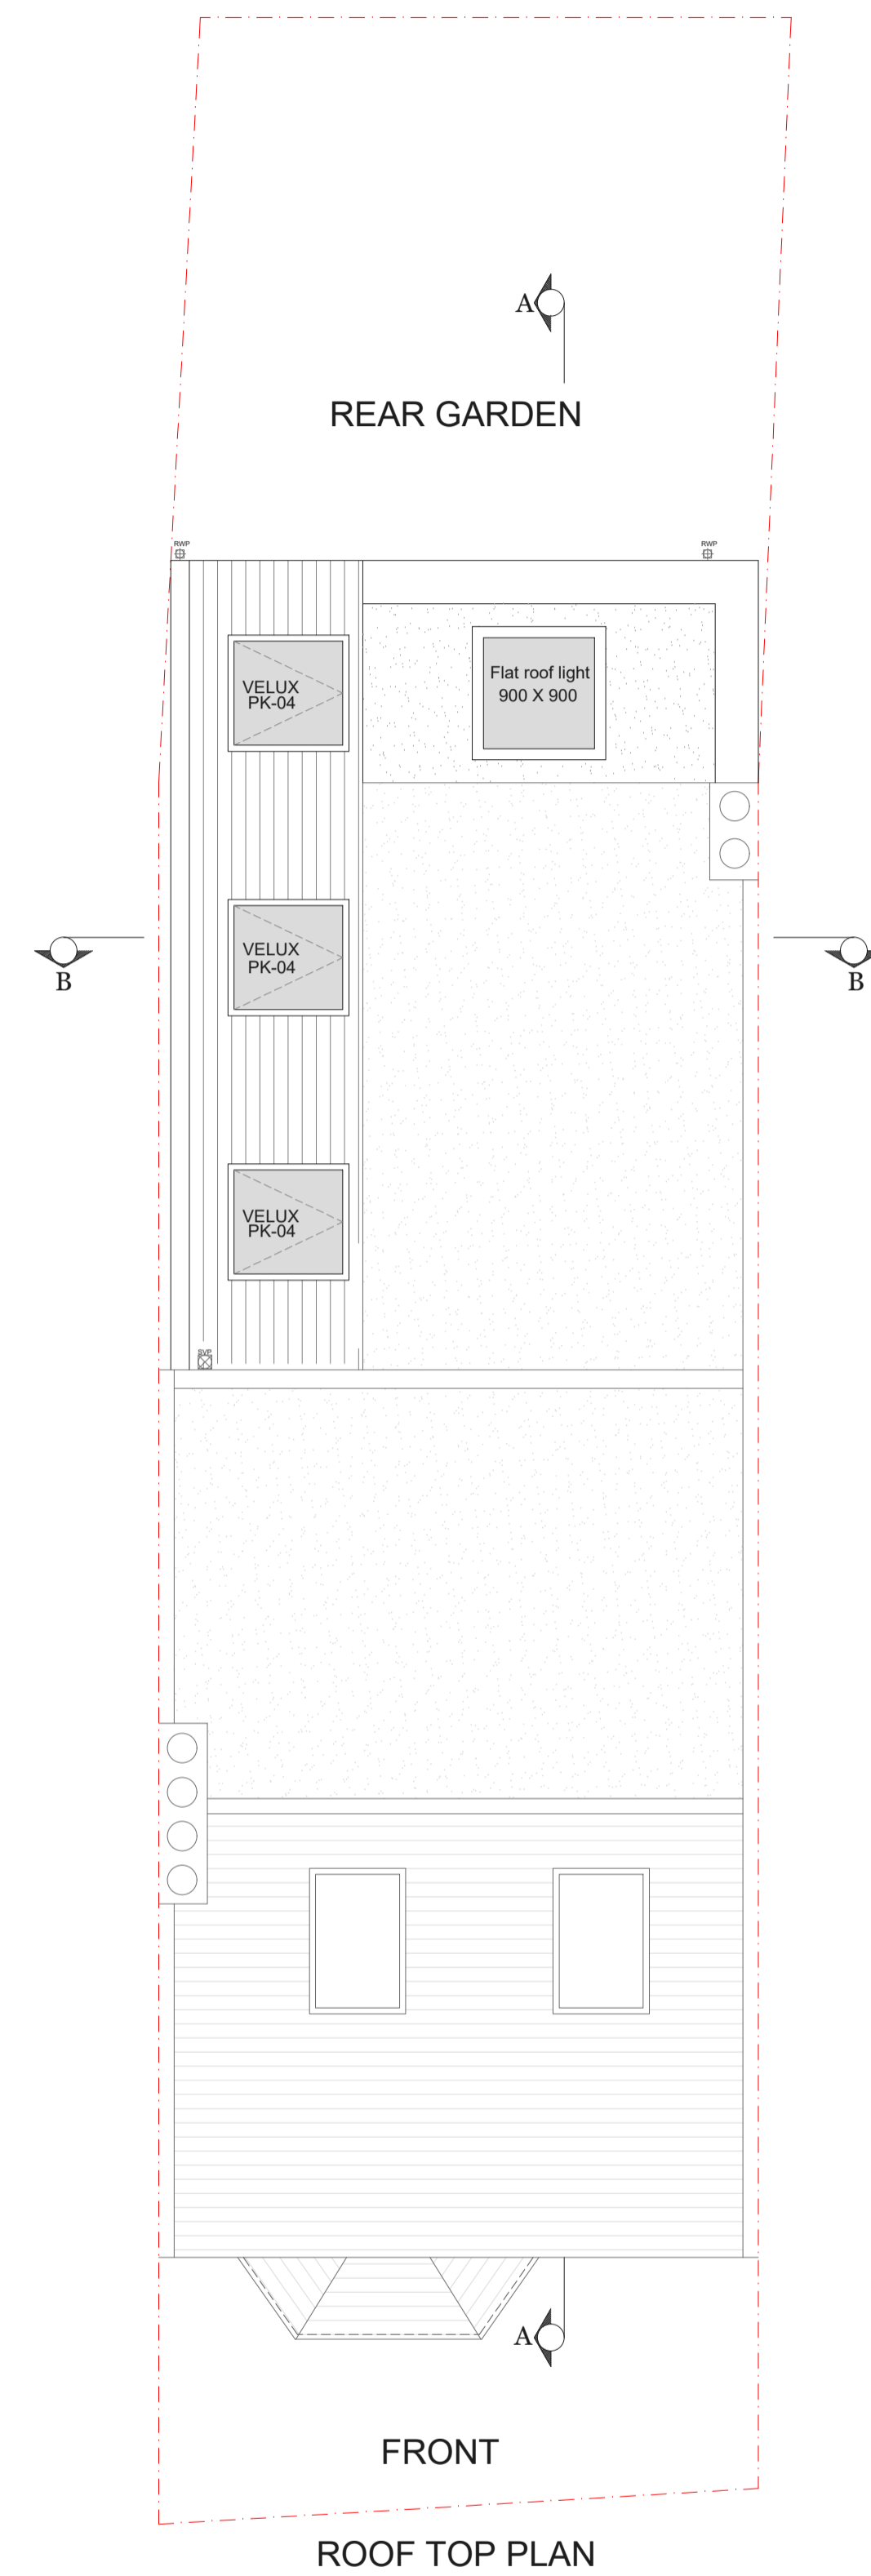 A
REAR GARDEN
RWP
RWP
Flat roof light
900 X 900
VELUX
PK-04
VELUX
PK-04
B
B
VELUX
PK-04
SVP
A
FRONT
ROOF TOP PLAN